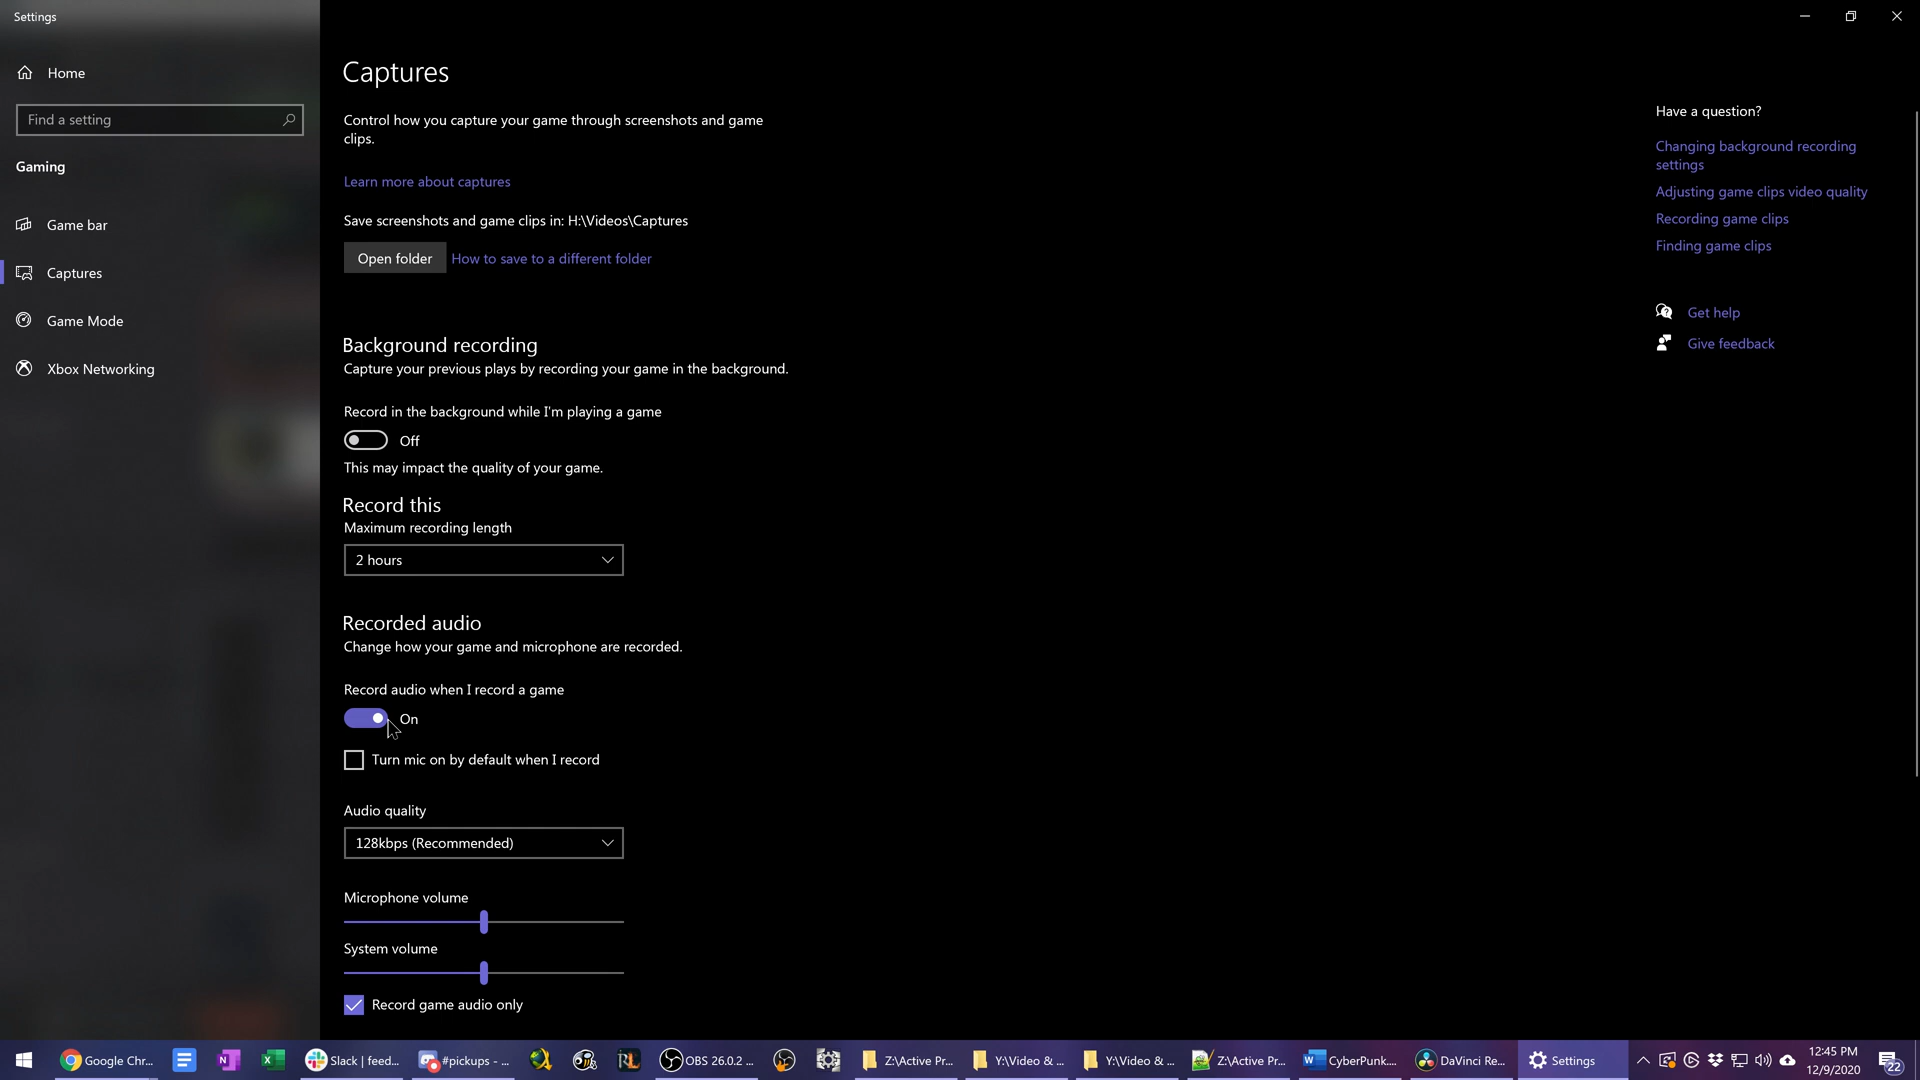 Settings
Home
Find a setting
Gaming
Game bar
Captures
Game Mode
Xbox Networking
Captures
Control how you capture your game through screenshots and game
clips.
Learn more about captures
Save screenshots and game clips in: H:\Videos\Captures
Open folder
How to save to a different folder
Background recording
Capture your previous plays by recording your game in the background.
Record in the background while I'm playing a game
Off
This may impact the quality of your game.
Record this
Maximum recording length
2 hours
Recorded audio
Change how your game and microphone are recorded.
Record audio when I record a game
On
Turn mic on by default when I record
Audio quality
128kbps (Recommended)
Microphone volume
System volume
Record game audio only
Have a question?
Changing background recording
settings
Adjusting game clips video quality
Recording game clips
Finding game clips
Get help
Give feedback
Google Chr...
Slack | feed...
#pickups - ...
OBS 26.0.2 ...
Z:\Active Pr...
Y:\Video & ...
Y:\Video & ...
Z:\Active Pr...
CyberPunk....
DaVinci Re...
Settings
12:45 PM
12/9/2020
22